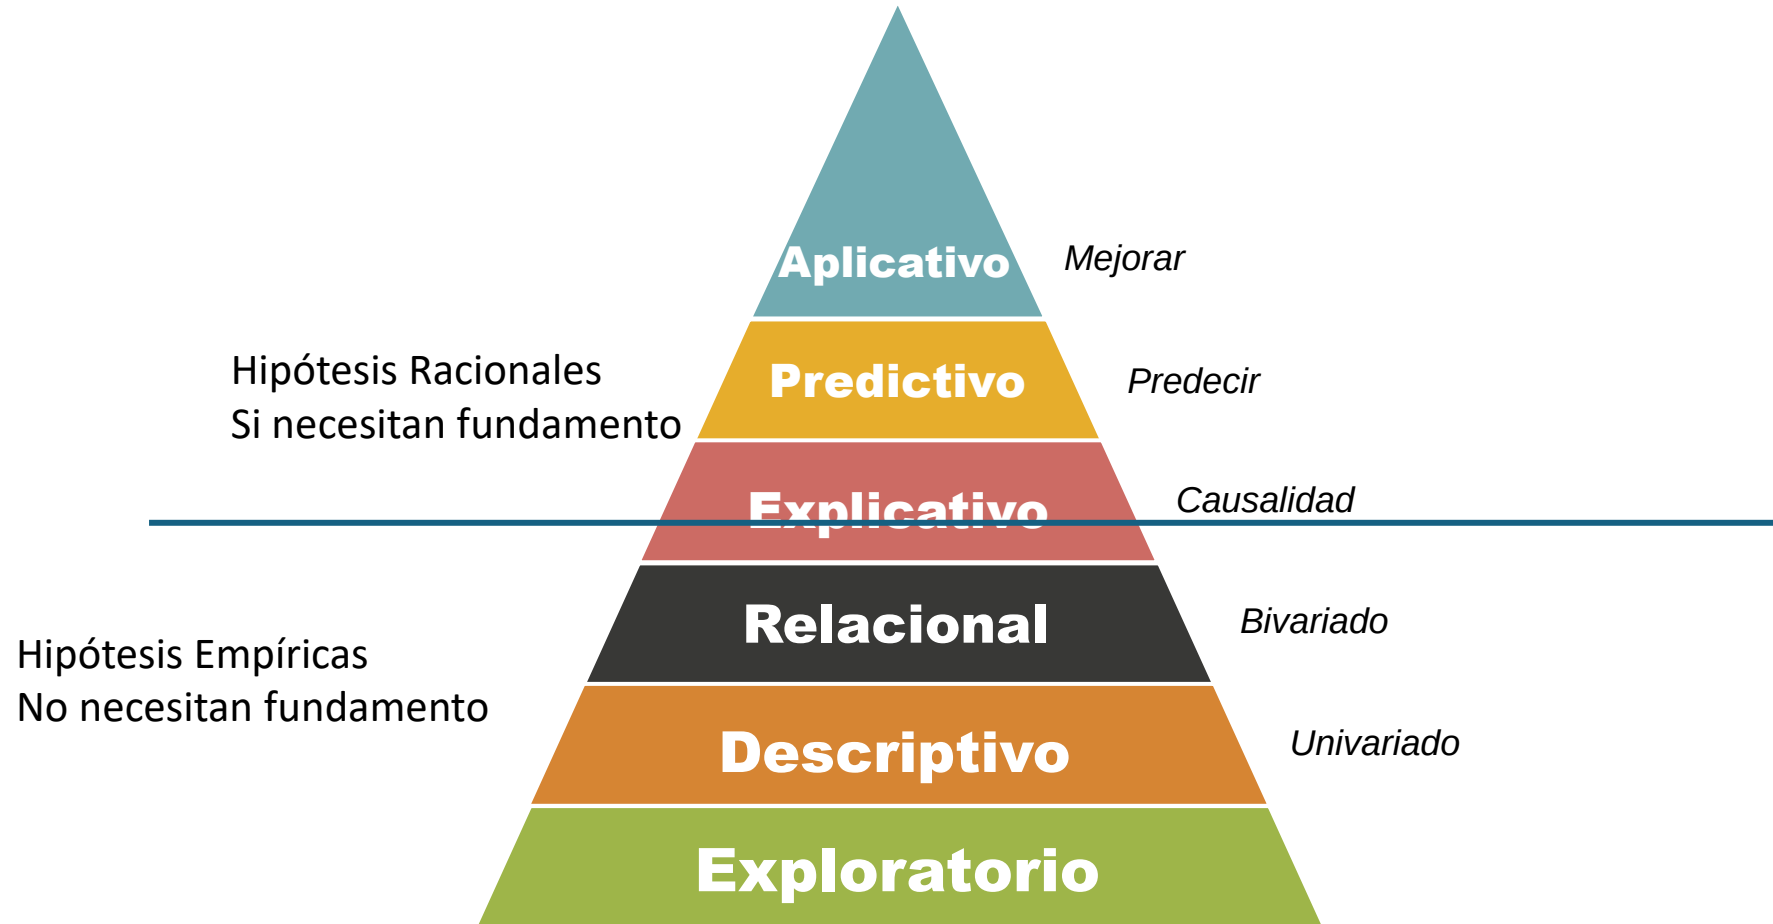 Aplicativo
Mejorar
Hipótesis Racionales
Si necesitan fundamento
Predictivo
Predecir
Explicativo
Causalidad
Relacional
Bivariado
Hipótesis Empíricas
No necesitan fundamento
Descriptivo
Univariado
Exploratorio